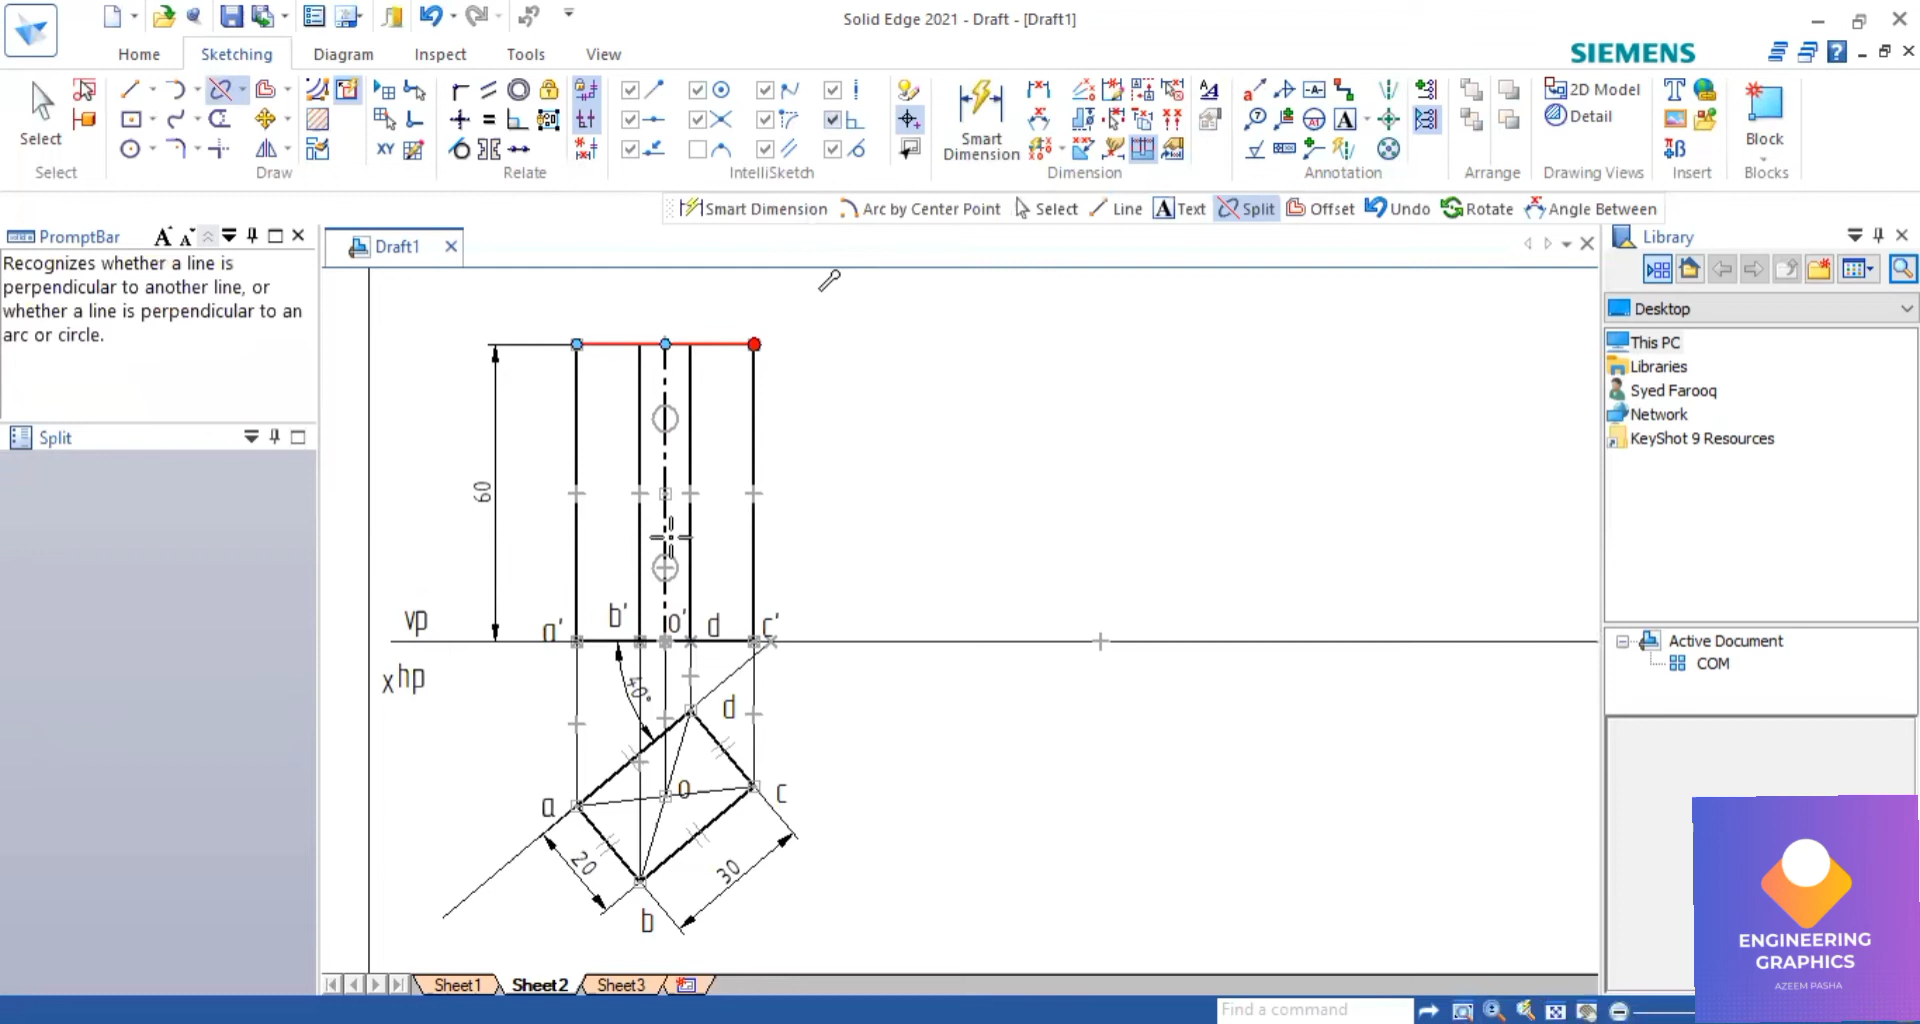 Solid Edge 2021 - Draft - [Draft1]
Home
Sketching
Diagram
Inspect
Tools
View
SIEMENS
Select
Select
Draw
XY
Relate
IntelliSketch
Smart
Dimension
Dimension
Annotation
Arrange
2D Model
Detail
Drawing Views
Insert
Block
Blocks
Smart Dimension
Arc by Center Point
Select
Line
Text
Split
Offset
Undo
Rotate
Angle Between
PromptBar
Recognizes whether a line is
perpendicular to another line, or
whether a line is perpendicular to an
arc or circle.
Split
Draft1
Library
Desktop
This PC
Libraries
Syed Farooq
Network
KeyShot 9 Resources
Active Document
COM
60
vp
a'
b'
o'
d
c'
xhp
40°
d
a
o
c
20
30
b
Sheet1
Sheet2
Sheet3
Find a command
ENGINEERING
GRAPHICS
AZEEM PASHA